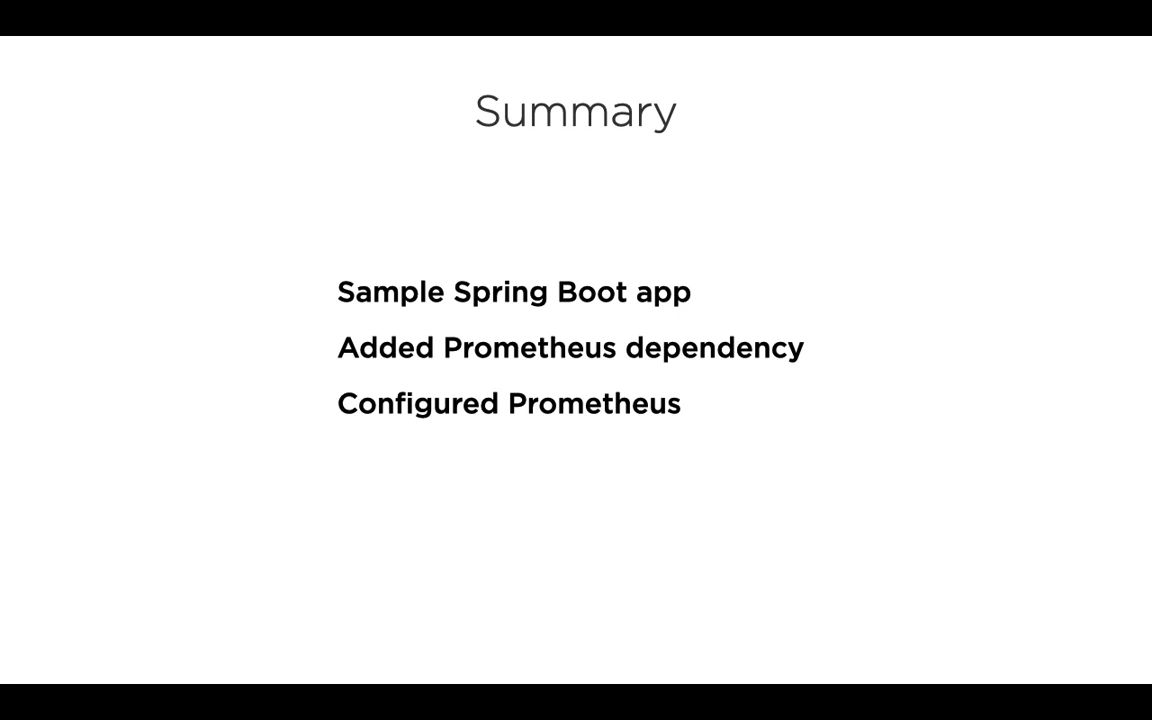 Summary
Sample Spring Boot app
Added Prometheus dependency
Configured Prometheus